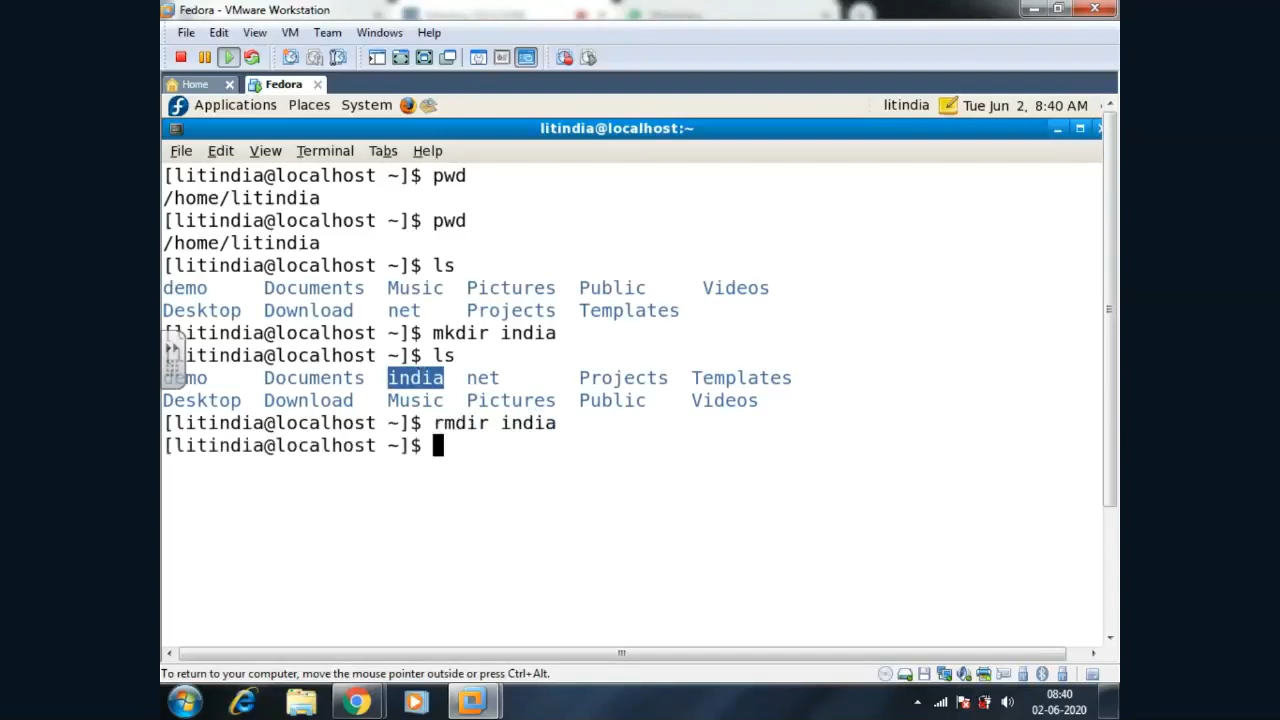 Fedora - VMware Workstation
File Edit View VM Team Windows Help
Home Fedora
Applications Places System litindia Tue Jun 2, 8:40 AM
litindia@localhost:~
File Edit View Terminal Tabs Help
[litindia@localhost ~]$ pwd
/home/litindia
[litindia@localhost ~]$ pwd
/home/litindia
[litindia@localhost ~]$ ls
demo Documents Music Pictures Public Videos
Desktop Download net Projects Templates
[litindia@localhost ~]$ mkdir india
itindia@localhost ~]$ ls
emo Documents india net Projects Templates
Desktop Download Music Pictures Public Videos
[litindia@localhost ~]$ rmdir india
[litindia@localhost ~]$
To return to your computer, move the mouse pointer outside or press Ctrl+Alt.
08:40
02-06-2020